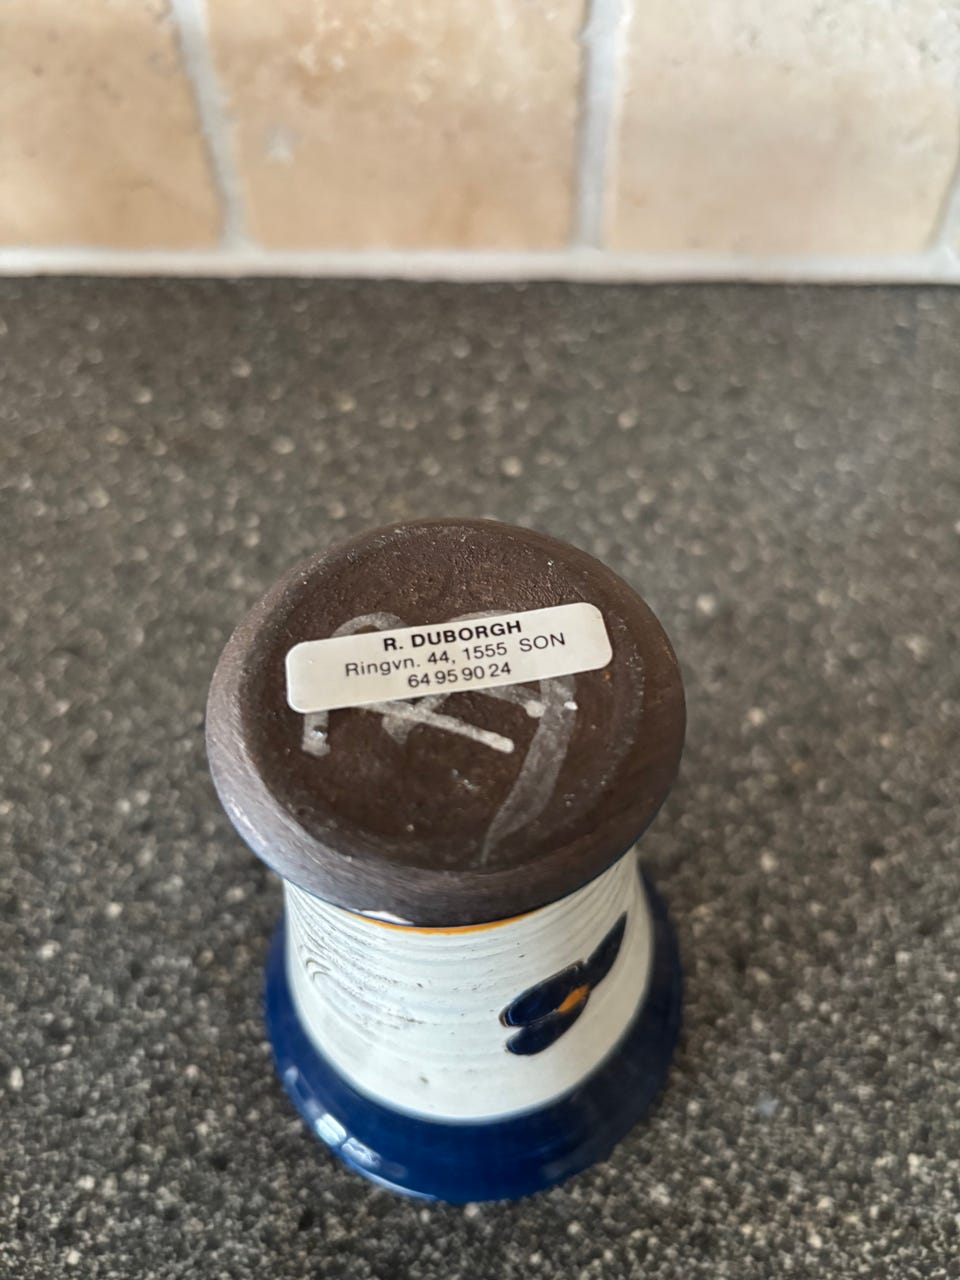 R. DUBORGH
Ringvn. 44, 1555 SON
64 95 90 24